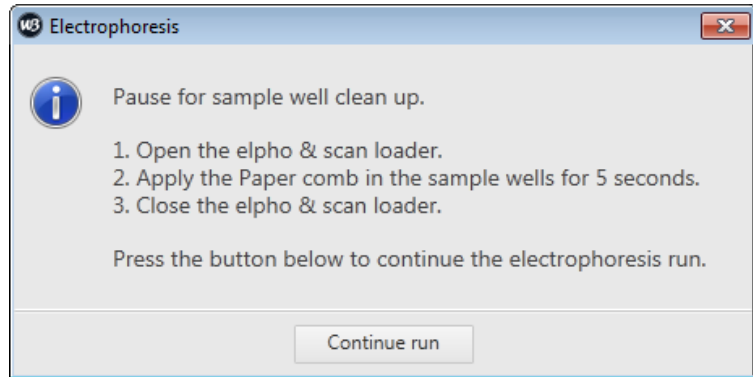 W3 Electrophoresis
Pause for sample well clean up.
1. Open the elpho & scan loader.
2. Apply the Paper comb in the sample wells for 5 seconds.
3. Close the elpho & scan loader.
Press the button below to continue the electrophoresis run.
Continue run